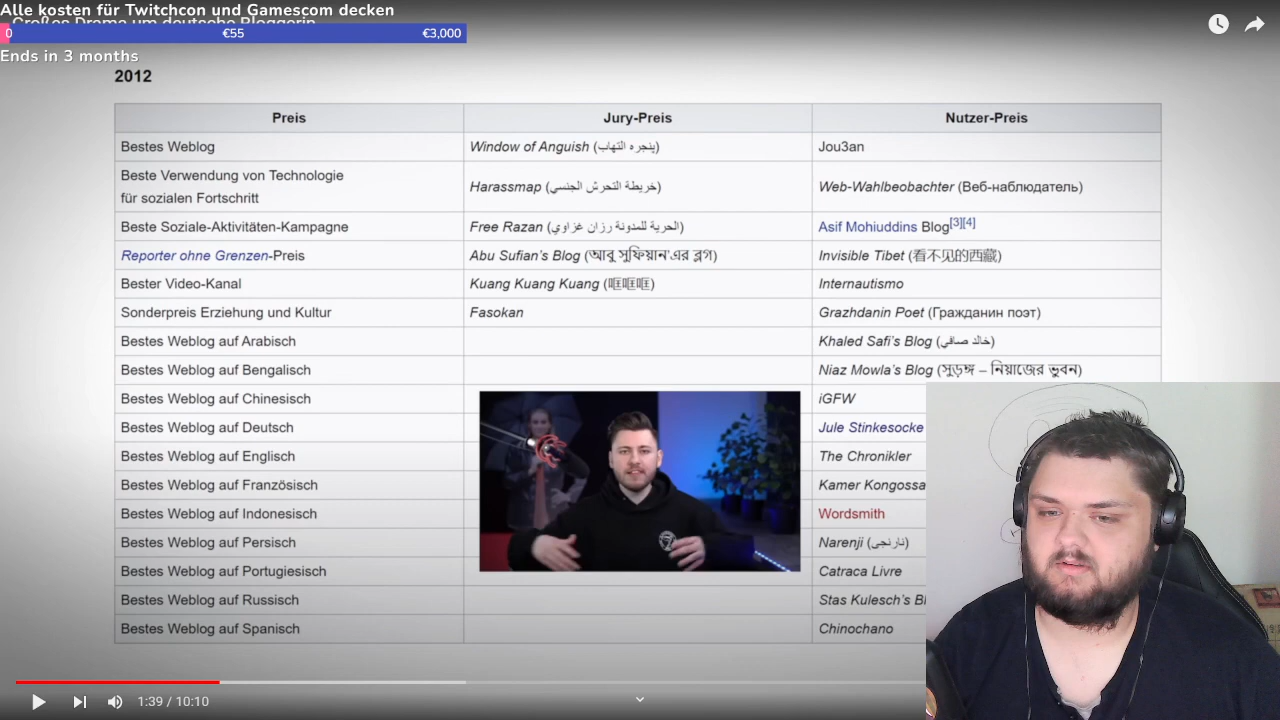 Alle kosten für Twitchcon und Gamescom decken
Großes Drama um deutsche Bloggerin
0 €55 €3,000
Ends in 3 months
2012
Preis Jury-Preis Nutzer-Preis
Bestes Weblog Window of Anguish (پنجره التهاب) Jou3an
Beste Verwendung von Technologie
für sozialen Fortschritt Harassmap (خريطة التحرش الجنسي) Web-Wahlbeobachter (Веб-наблюдатель)
Beste Soziale-Aktivitäten-Kampagne Free Razan (الحرية للمدونة رزان غزاوي) Asif Mohiuddins Blog[3][4]
Reporter ohne Grenzen-Preis Abu Sufian's Blog (আবু সুফিয়ান'এর ব্লগ) Invisible Tibet (看不见的西藏)
Bester Video-Kanal Kuang Kuang Kuang (哐哐哐) Internautismo
Sonderpreis Erziehung und Kultur Fasokan Grazhdanin Poet (Гражданин поэт)
Bestes Weblog auf Arabisch Khaled Safi's Blog (خالد صافي)
Bestes Weblog auf Bengalisch Niaz Mowla's Blog (সুড়ঙ্গ – নিয়াজের ভুবন)
Bestes Weblog auf Chinesisch iGFW
Bestes Weblog auf Deutsch Jule Stinkesocke
Bestes Weblog auf Englisch The Chronikler
Bestes Weblog auf Französisch Kamer Kongossa
Bestes Weblog auf Indonesisch Wordsmith
Bestes Weblog auf Persisch Narenji (نارنجی)
Bestes Weblog auf Portugiesisch Catraca Livre
Bestes Weblog auf Russisch Stas Kulesch's Bl
Bestes Weblog auf Spanisch Chinochano
1:39 / 10:10